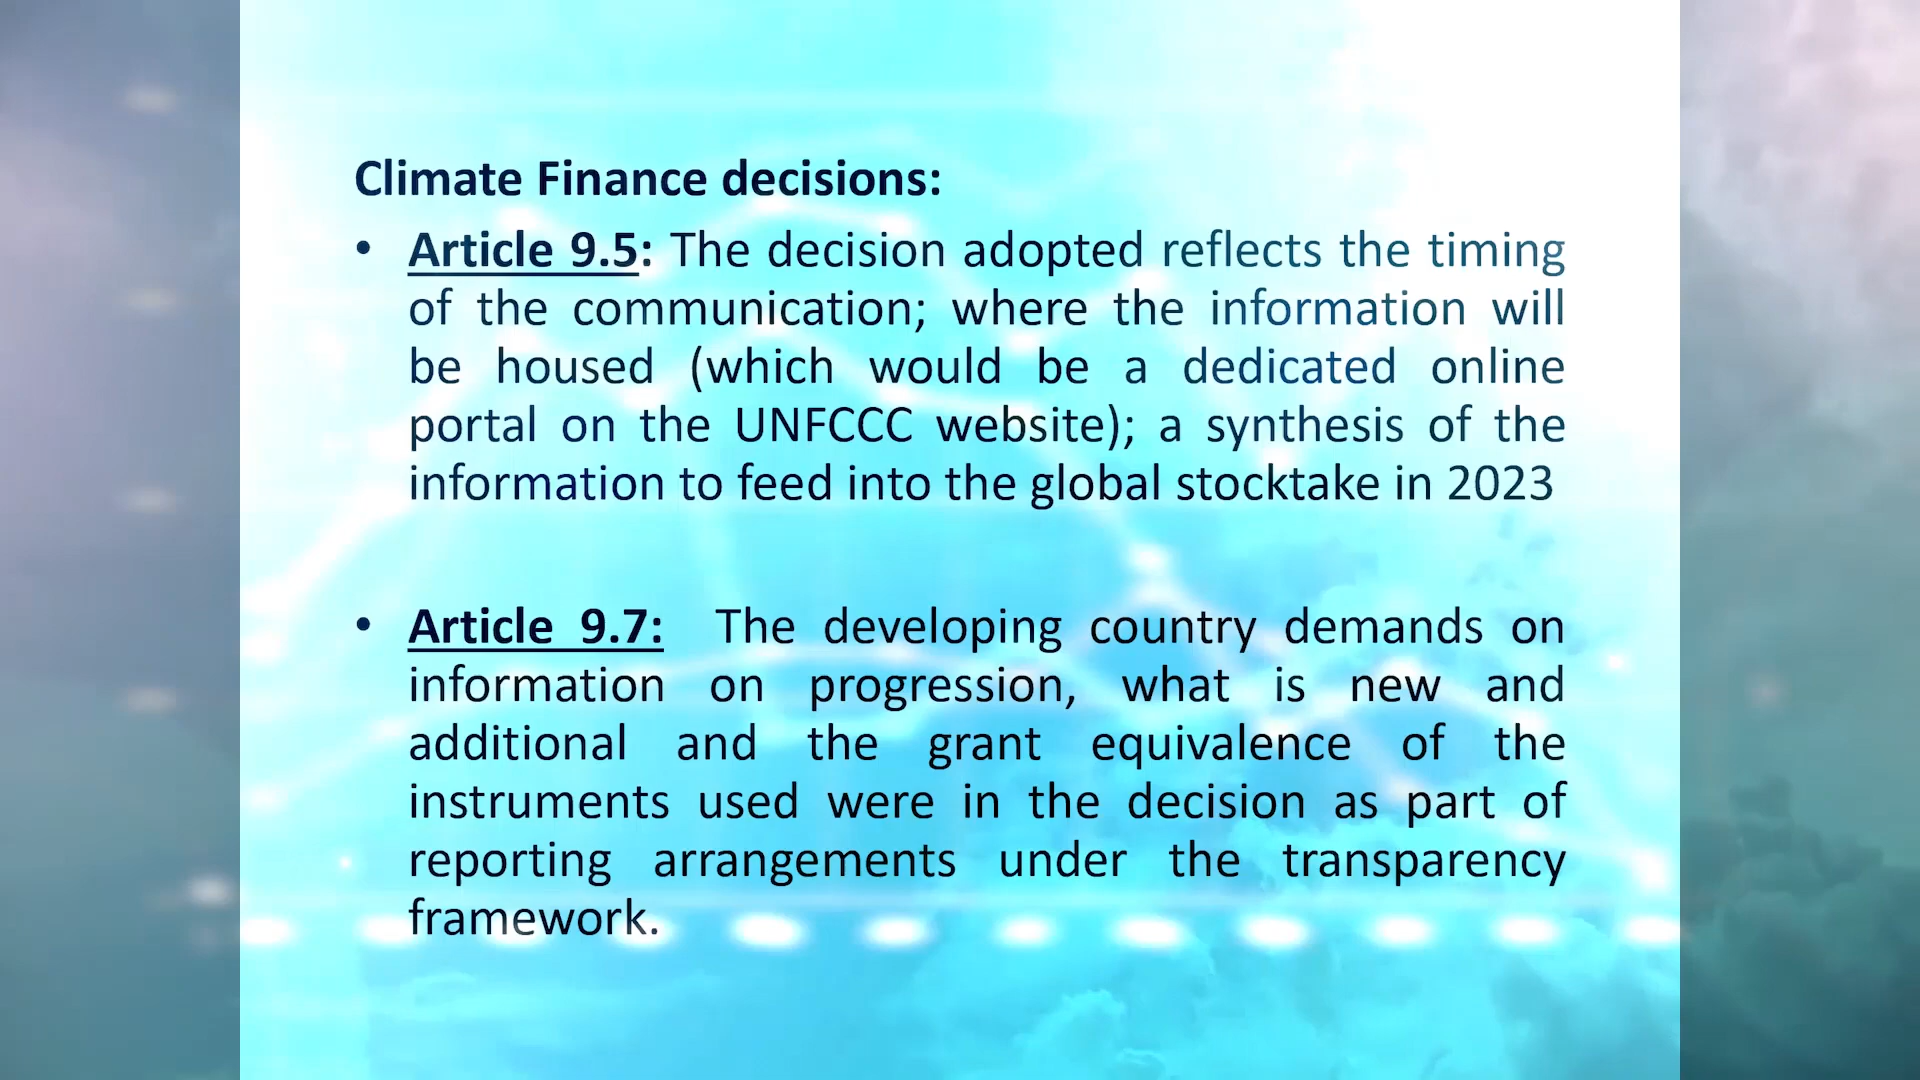 Climate Finance decisions:
• Article 9.5: The decision adopted reflects the timing
of the communication; where the information will
be housed (which would be a dedicated online
portal on the UNFCCC website); a synthesis of the
information to feed into the global stocktake in 2023
• Article 9.7: The developing country demands on
information on progression, what is new and
additional and the grant equivalence of the
instruments used were in the decision as part of
reporting arrangements under the transparency
framework.